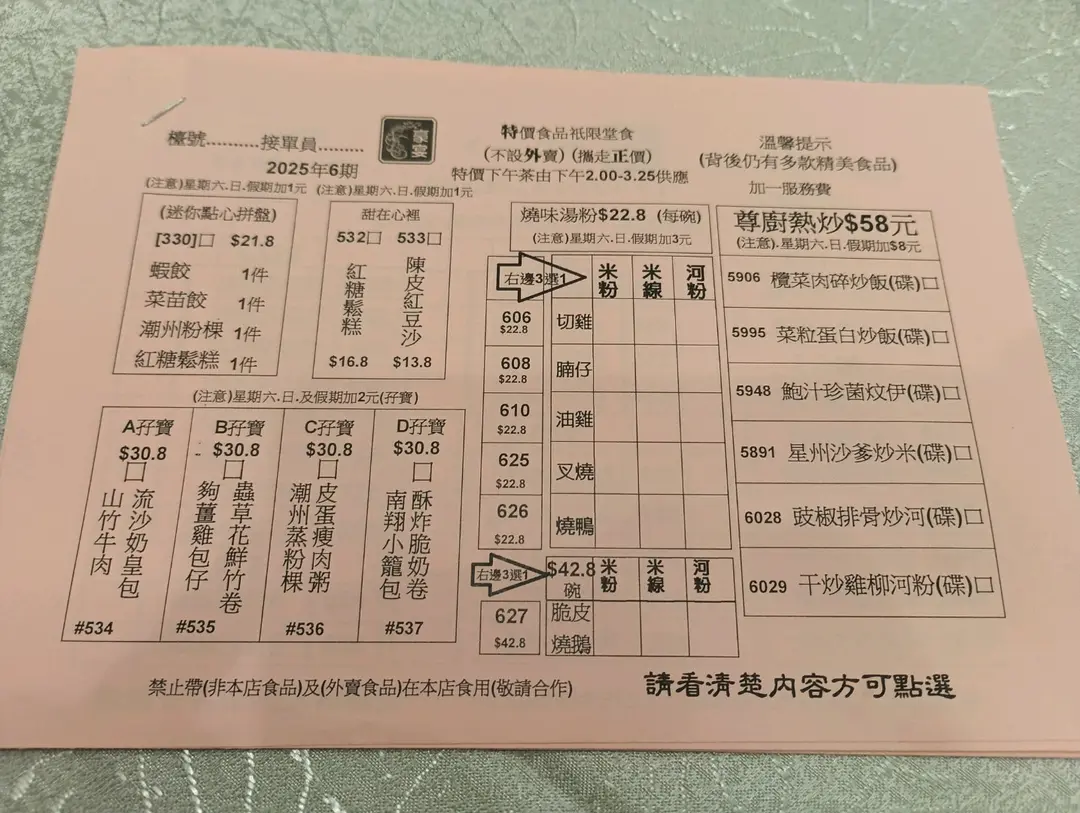 檯號..........接單員..........
2025年6期
豪宴
特價食品祇限堂食
(不設外賣) (攜走正價)
特價下午茶由下午2.00-3.25供應
溫馨提示
(背後仍有多款精美食品)
加一服務費
(注意)星期六.日.假期加1元
(迷你點心拼盤)
[330]□ $21.8
蝦餃 1件
菜苗餃 1件
潮州粉粿 1件
紅糖鬆糕 1件
(注意)星期六.日.假期加1元
甜在心裡
532□ 533□
紅糖鬆糕
陳皮紅豆沙
$16.8 $13.8
(注意)星期六.日.及假期加2元(孖寶)
A孖寶
$30.8
□
流沙奶皇包
山竹牛肉
#534
B孖寶
$30.8
□
蟲草花鮮竹卷
夠薑雞包仔
#535
C孖寶
$30.8
□
皮蛋瘦肉粥
潮州蒸粉粿
#536
D孖寶
$30.8
□
酥炸脆奶卷
南翔小籠包
#537
燒味湯粉$22.8 (每碗)
(注意)星期六.日.假期加3元
右邊3選1 米粉 米線 河粉
606 $22.8 切雞
608 $22.8 腩仔
610 $22.8 油雞
625 $22.8 叉燒
626 $22.8 燒鴨
右邊3選1 $42.8碗 米粉 米線 河粉
627 $42.8 脆皮燒鵝
尊廚熱炒$58元
(注意).星期六.日.假期加$8元
5906 欖菜肉碎炒飯(碟)□
5995 菜粒蛋白炒飯(碟)□
5948 鮑汁珍菌炆伊(碟)□
5891 星州沙爹炒米(碟)□
6028 豉椒排骨炒河(碟)□
6029 干炒雞柳河粉(碟)□
禁止帶(非本店食品)及(外賣食品)在本店食用(敬請合作)
請看清楚內容方可點選